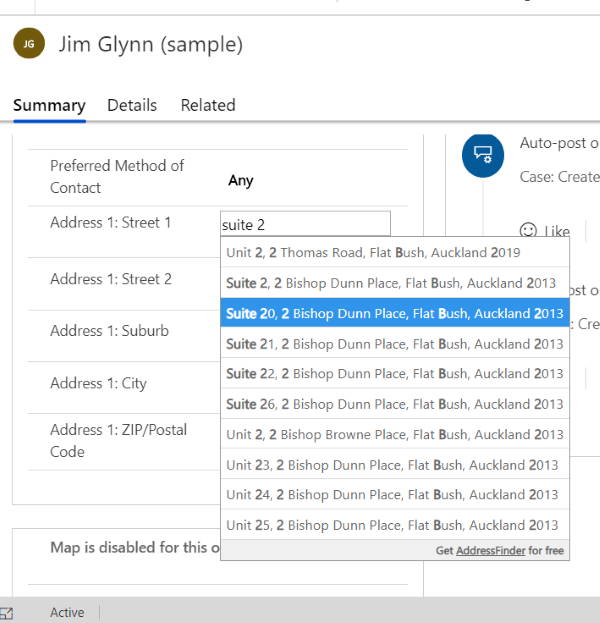 JG
Jim Glynn (sample)
Summary Details Related
Preferred Method of
Contact
Any
Address 1: Street 1
suite 2
Address 1: Street 2
Address 1: Suburb
Address 1: City
Address 1: ZIP/Postal
Code
Unit 2, 2 Thomas Road, Flat Bush, Auckland 2019
Suite 2, 2 Bishop Dunn Place, Flat Bush, Auckland 2013
Suite 20, 2 Bishop Dunn Place, Flat Bush, Auckland 2013
Suite 21, 2 Bishop Dunn Place, Flat Bush, Auckland 2013
Suite 22, 2 Bishop Dunn Place, Flat Bush, Auckland 2013
Suite 26, 2 Bishop Dunn Place, Flat Bush, Auckland 2013
Unit 2, 2 Bishop Browne Place, Flat Bush, Auckland 2013
Unit 23, 2 Bishop Dunn Place, Flat Bush, Auckland 2013
Unit 24, 2 Bishop Dunn Place, Flat Bush, Auckland 2013
Unit 25, 2 Bishop Dunn Place, Flat Bush, Auckland 2013
Get AddressFinder for free
Map is disabled for this o
Auto-post o
Case: Create
Like
ost o
: Cre
Active